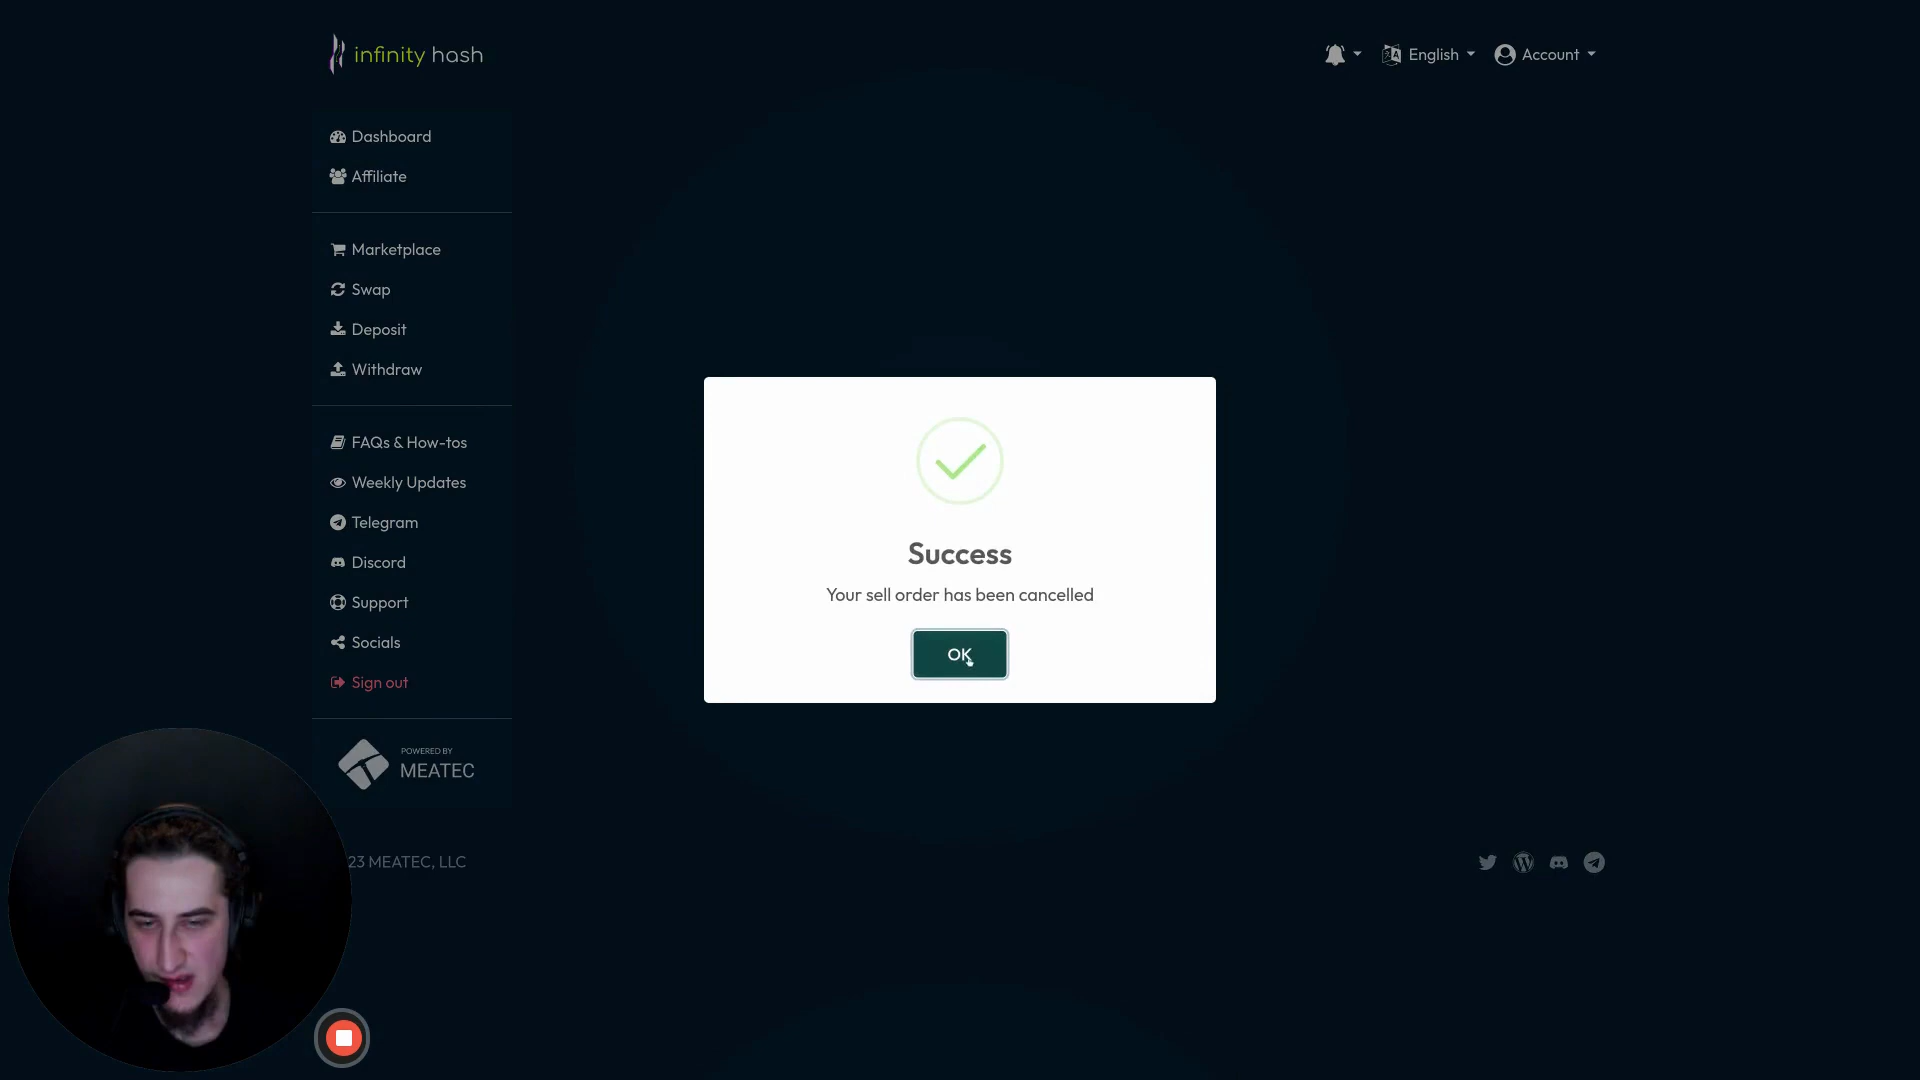 infinity hash
English
Account
Dashboard
Affiliate
Marketplace
Swap
Deposit
Withdraw
FAQs & How-tos
Weekly Updates
Telegram
Discord
Support
Socials
Sign out
POWERED BY
MEATEC
Success
Your sell order has been cancelled
OK
23 MEATEC, LLC